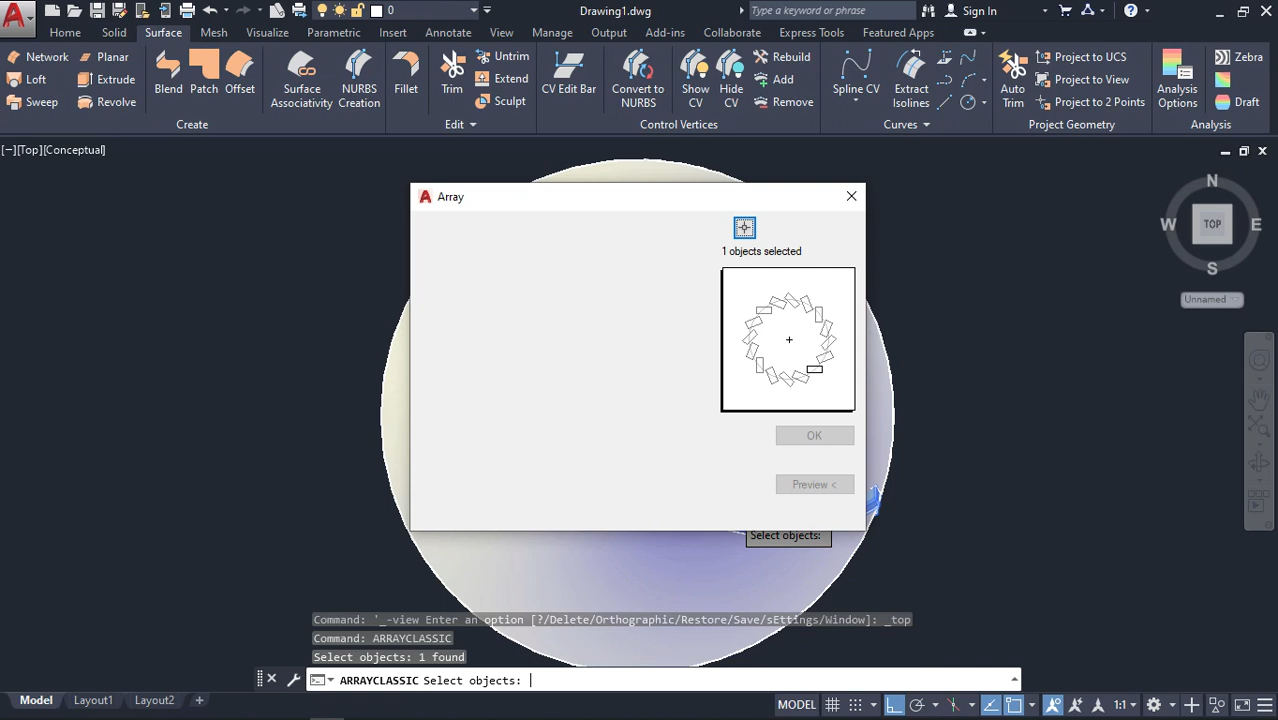 0
Drawing1.dwg
Type a keyword or phrase
Sign In
Home Solid Surface Mesh Visualize Parametric Insert Annotate View Manage Output Add-ins Collaborate Express Tools Featured Apps
Network Planar
Loft Extrude
Sweep Revolve
Blend Patch Offset
Surface Associativity
NURBS Creation
Create
Fillet
Trim
Untrim
Extend
Sculpt
Edit
CV Edit Bar
Convert to NURBS
Show CV
Hide CV
Rebuild
Add
Remove
Control Vertices
Spline CV
Extract Isolines
Curves
Auto Trim
Project to UCS
Project to View
Project to 2 Points
Project Geometry
Analysis Options
Zebra
Draft
Analysis
[−][Top][Conceptual]
Array
1 objects selected
OK
Preview <
N
W TOP E
S
Unnamed
Select objects:
Command: '_-view Enter an option [?/Delete/Orthographic/Restore/Save/sEttings/Window]: _top
Command: ARRAYCLASSIC
Select objects: 1 found
ARRAYCLASSIC Select objects:
Model Layout1 Layout2 +
MODEL
1:1